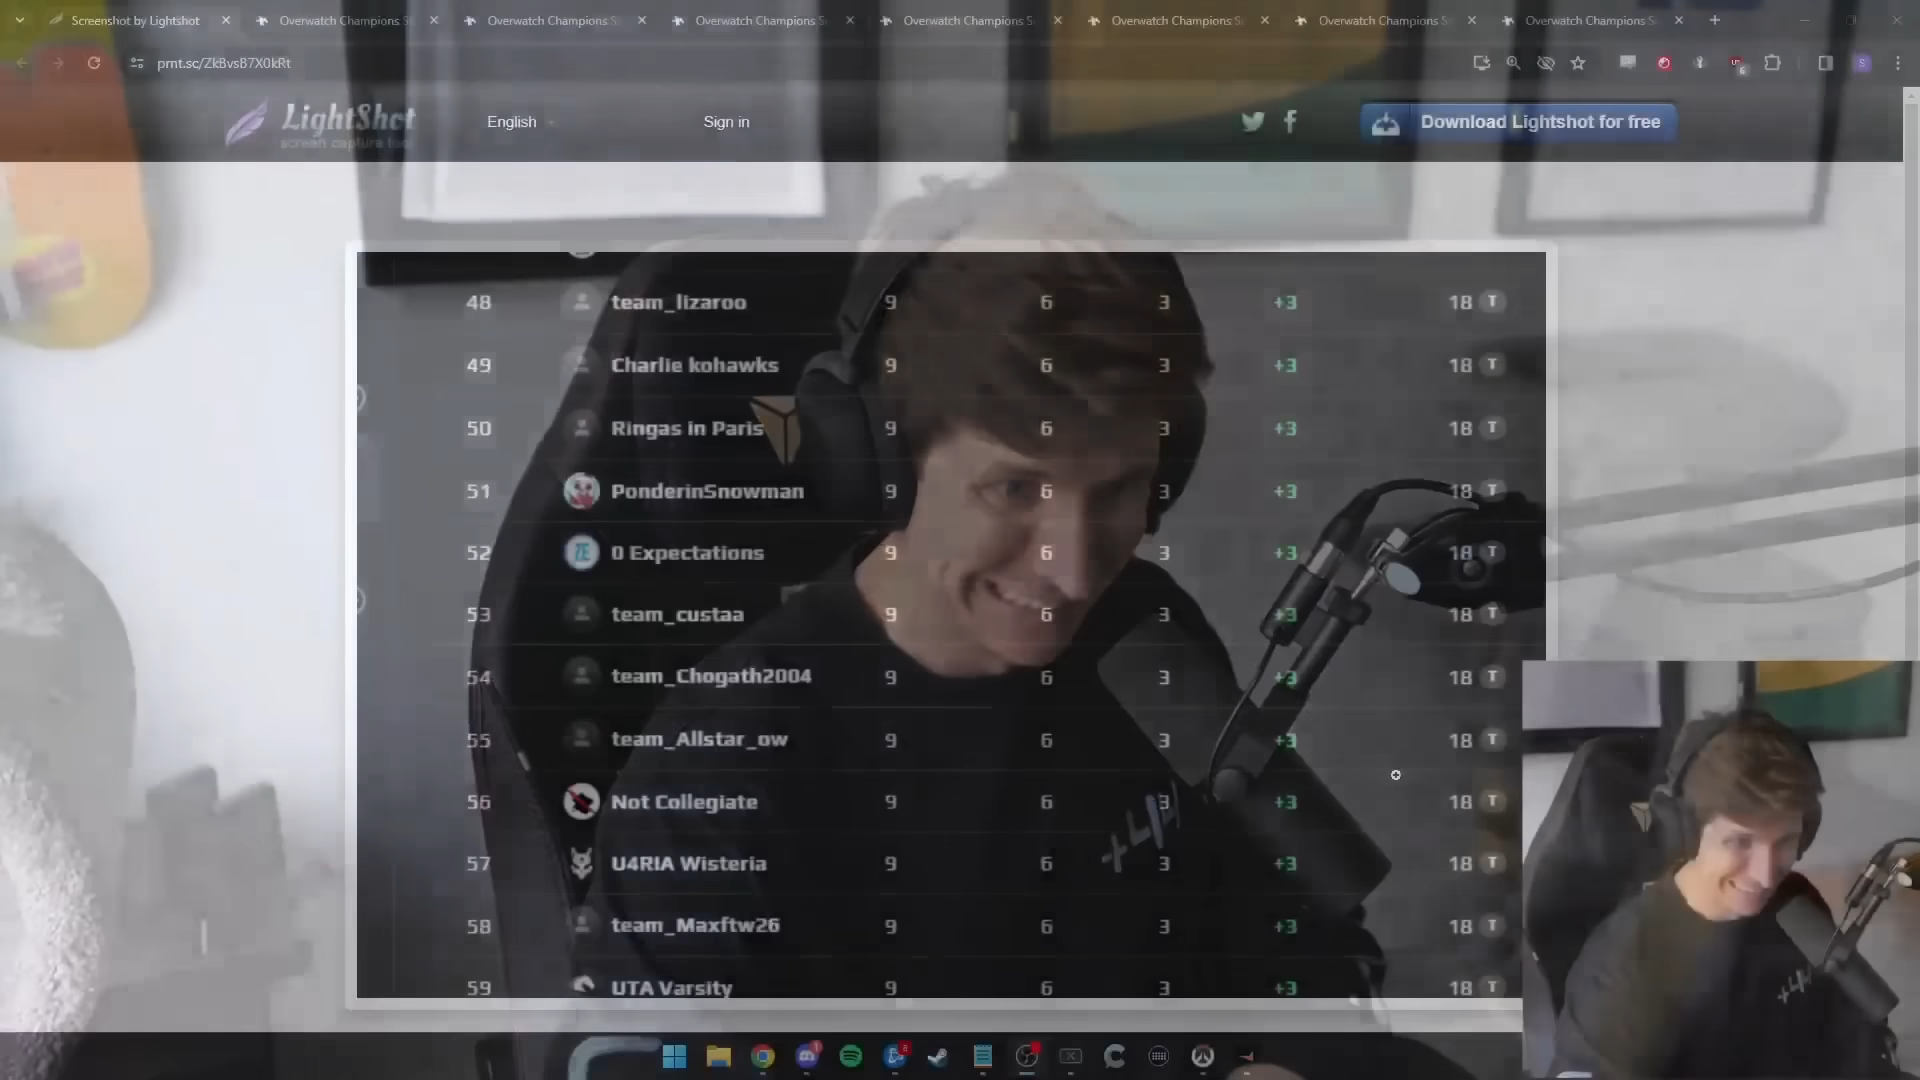 Screenshot by Lightshot
Overwatch Champions S
Overwatch Champions S
Overwatch Champions S
Overwatch Champions S
Overwatch Champions S
Overwatch Champions S
Overwatch Champions S
prnt.sc/ZkBvsB7X0kRt
LightShot
screen capture tool
English
Sign in
Download Lightshot for free
48 team_lizaroo 9 6 3 +3 18 T
49 Charlie kohawks 9 6 3 +3 18 T
50 Ringas in Paris 9 6 3 +3 18 T
51 PonderinSnowman 9 6 3 +3 18 T
52 ZE 0 Expectations 9 6 3 +3 18 T
53 team_custaa 9 6 3 +3 18 T
54 team_Chogath2004 9 6 3 +3 18 T
55 team_Allstar_ow 9 6 3 +3 18 T
56 Not Collegiate 9 6 3 +3 18 T
57 U4RIA Wisteria 9 6 3 +3 18 T
58 team_Maxftw26 9 6 3 +3 18 T
59 UTA Varsity 9 6 3 +3 18 T